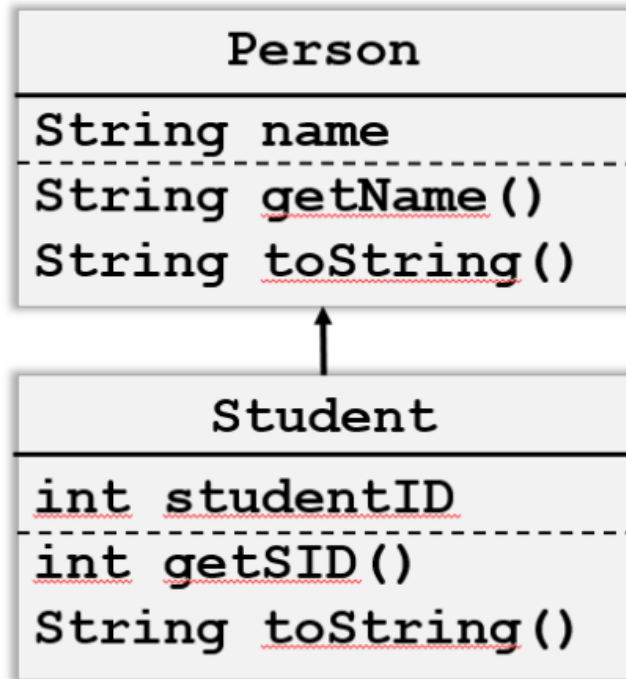 Person
String name
String getName()
String toString()
Student
int studentID
int getSID()
String toString()